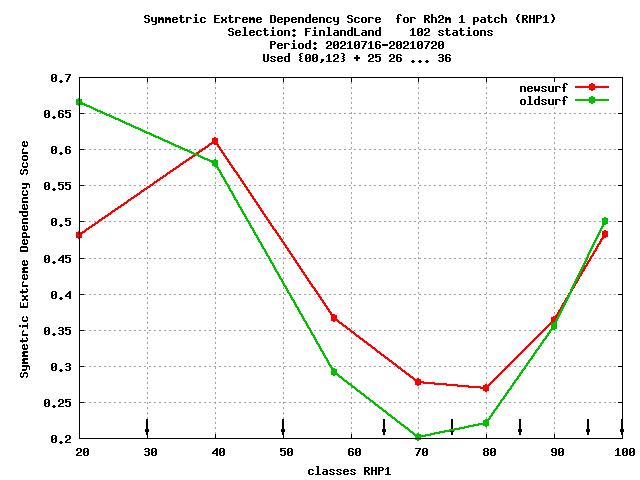 Symmetric Extreme Dependency Score  for Rh2m 1 patch (RHP1)
Selection: FinlandLand    102 stations
Period: 20210716-20210720
Used {00,12} + 25 26 ... 36
newsurf
oldsurf
Symmetric Extreme Dependency Score
0.7
0.65
0.6
0.55
0.5
0.45
0.4
0.35
0.3
0.25
0.2
20 30 40 50 60 70 80 90 100
classes RHP1